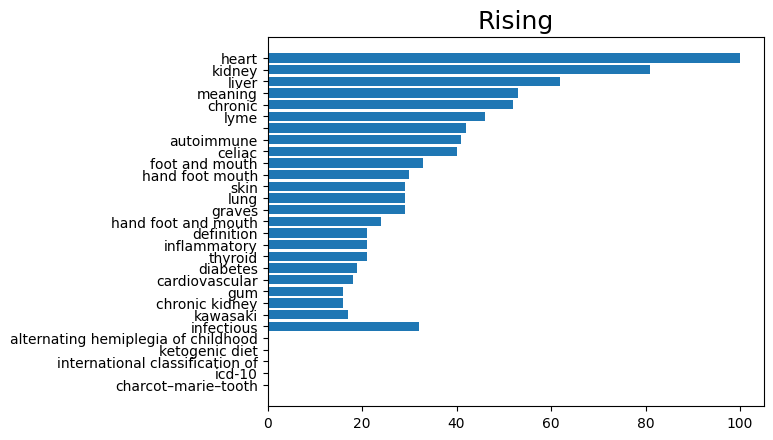 Rising
heart
kidney
liver
meaning
chronic
lyme
autoimmune
celiac
foot and mouth
hand foot mouth
skin
lung
graves
hand foot and mouth
definition
inflammatory
thyroid
diabetes
cardiovascular
gum
chronic kidney
kawasaki
infectious
alternating hemiplegia of childhood
ketogenic diet
international classification of
icd-10
charcot–marie–tooth
0 20 40 60 80 100